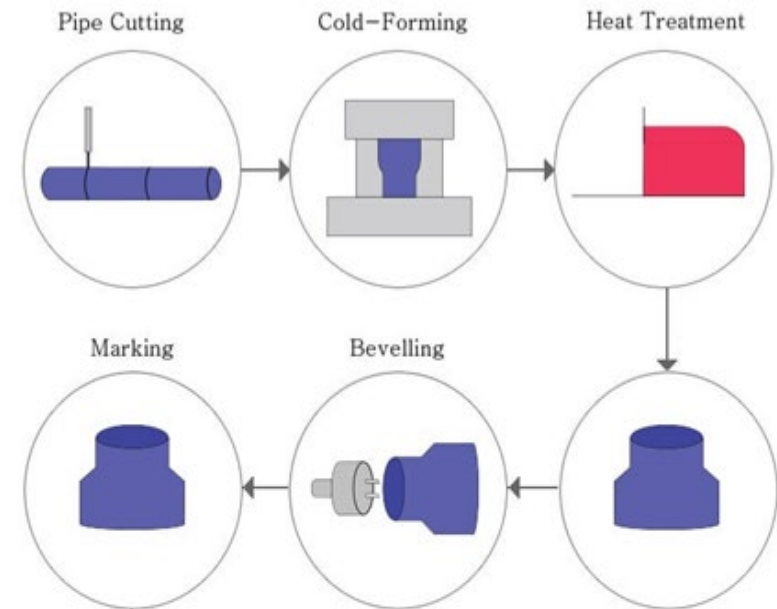 Pipe Cutting
Cold-Forming
Heat Treatment
Marking
Bevelling